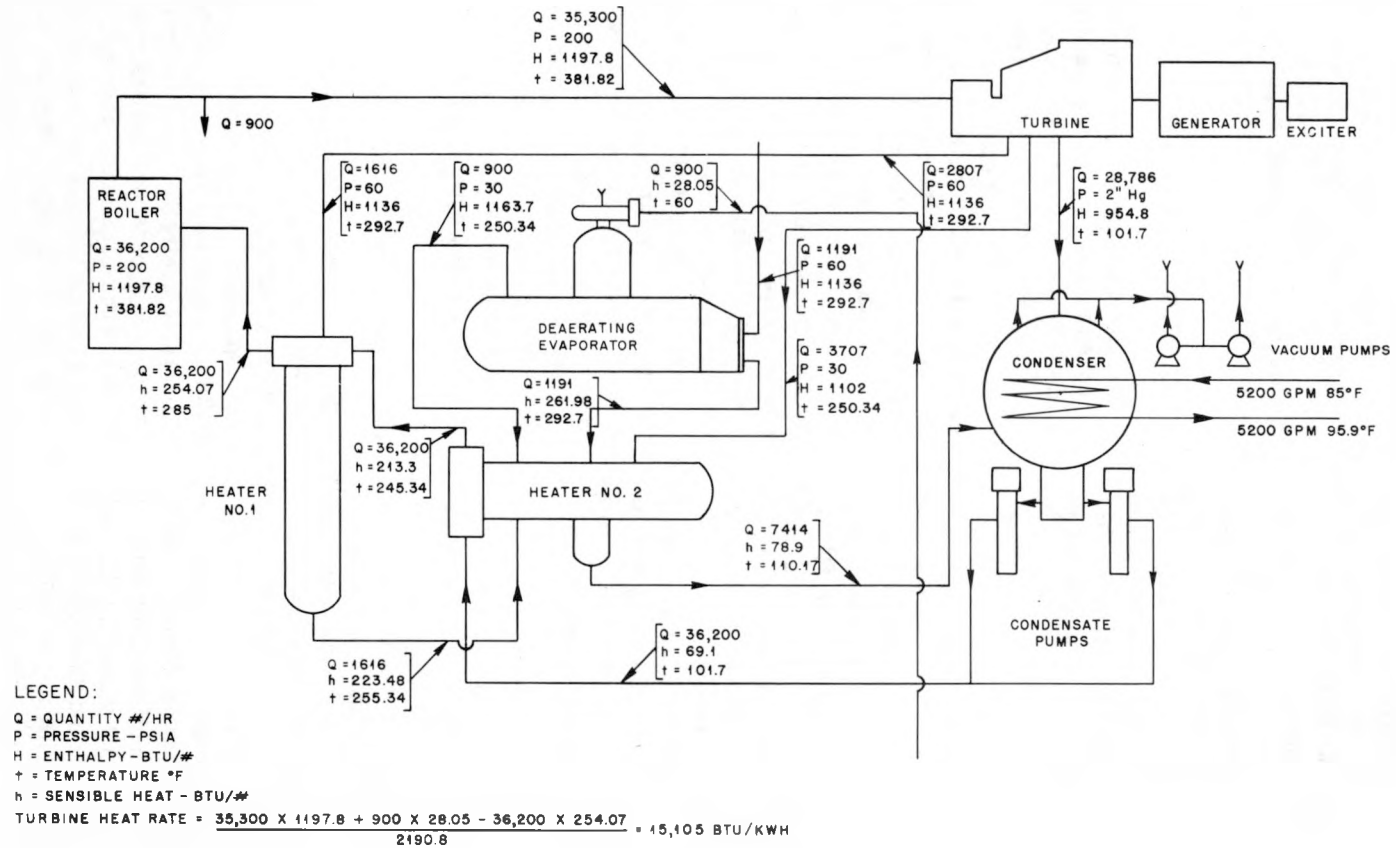 Q = 35,300
P = 200
H = 1197.8
t = 381.82
Q = 900
TURBINE
GENERATOR
EXCITER
REACTOR
BOILER
Q = 36,200
P = 200
H = 1197.8
t = 381.82
Q = 1616
P = 60
H = 1136
t = 292.7
Q = 900
P = 30
H = 1163.7
t = 250.34
Q = 900
h = 28.05
t = 60
Q = 2807
P = 60
H = 1136
t = 292.7
Q = 28,786
P = 2" Hg
H = 954.8
t = 101.7
Q = 1191
P = 60
H = 1136
t = 292.7
DEAERATING
EVAPORATOR
Q = 3707
P = 30
H = 1102
t = 250.34
CONDENSER
VACUUM PUMPS
5200 GPM 85°F
5200 GPM 95.9°F
Q = 36,200
h = 254.07
t = 285
Q = 1191
h = 261.98
t = 292.7
Q = 36,200
h = 213.3
t = 245.34
HEATER
NO.1
HEATER NO. 2
Q = 7414
h = 78.9
t = 110.17
CONDENSATE
PUMPS
Q = 36,200
h = 69.1
t = 101.7
Q = 1616
h = 223.48
t = 255.34
LEGEND:
Q = QUANTITY #/HR
P = PRESSURE - PSIA
H = ENTHALPY - BTU/#
t = TEMPERATURE °F
h = SENSIBLE HEAT - BTU/#
TURBINE HEAT RATE = 35,300 X 1197.8 + 900 X 28.05 - 36,200 X 254.07 = 15,105 BTU/KWH
2190.8